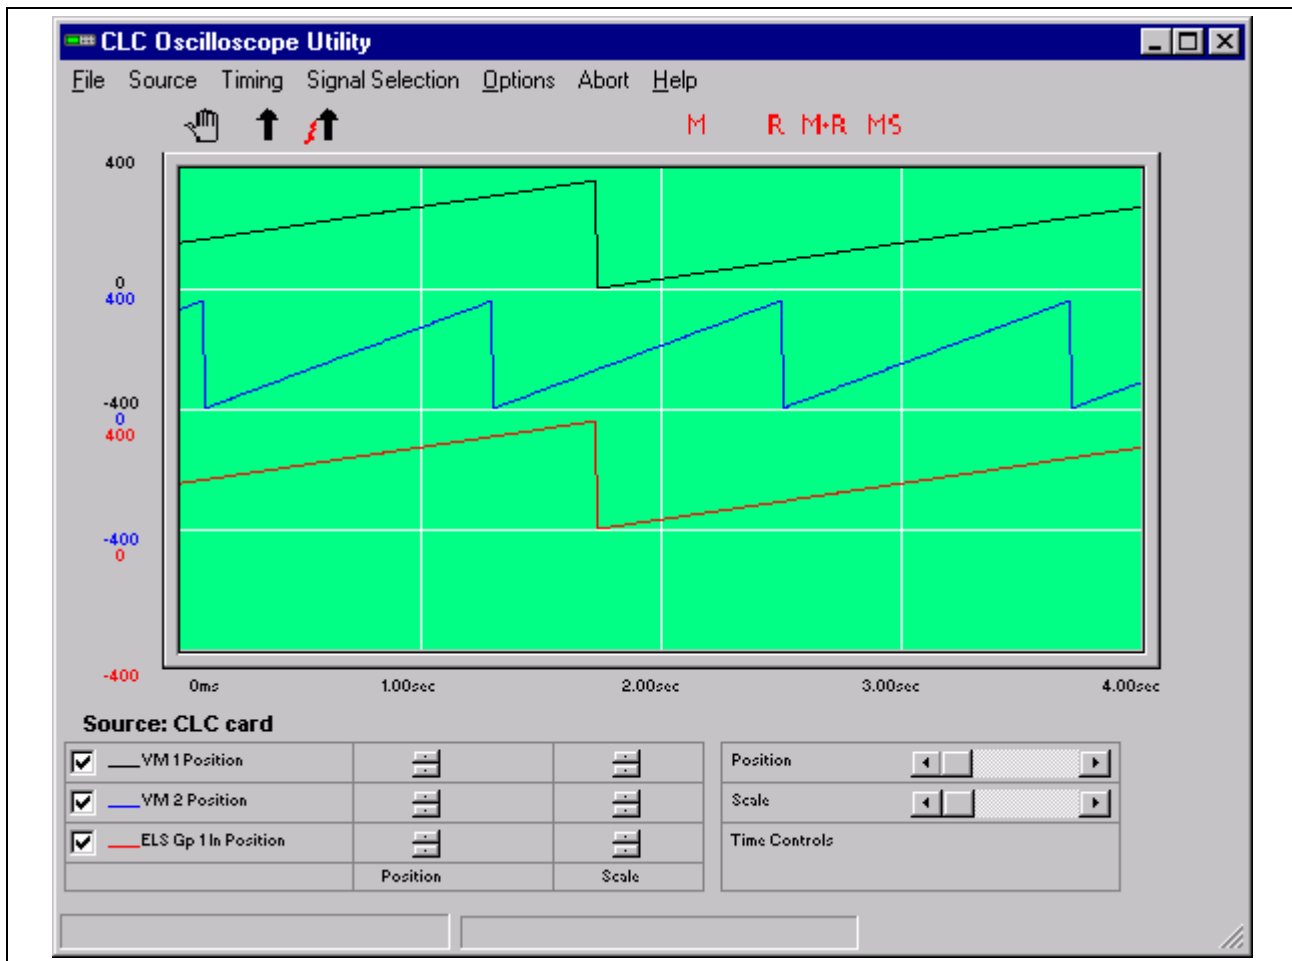 CLC Oscilloscope Utility
File Source Timing Signal Selection Options Abort Help
M R M+R MS
400
0
400
-400
0
400
-400
0
-400
0ms 1.00sec 2.00sec 3.00sec 4.00sec
Source: CLC card
VM 1 Position
VM 2 Position
ELS Gp 1 In Position
Position Scale
Position
Scale
Time Controls